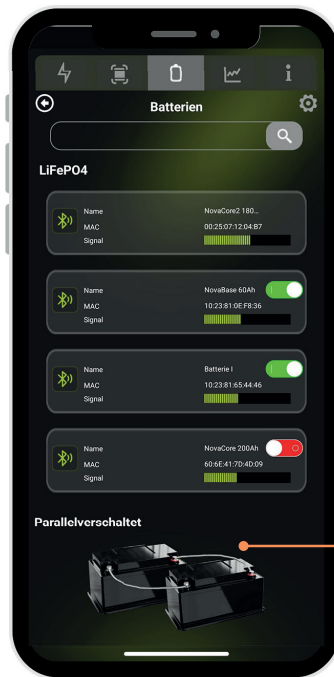 Batterien
LiFePO4
Name NovaCore2 180...
MAC 00:25:07:12:04:B7
Signal
Name NovaBase 60Ah
MAC 10:23:81:0E:F8:36
Signal
Name Batterie I
MAC 10:23:81:65:44:46
Signal
Name NovaCore 200Ah
MAC 60:6E:41:7D:4D:09
Signal
Parallelverschaltet